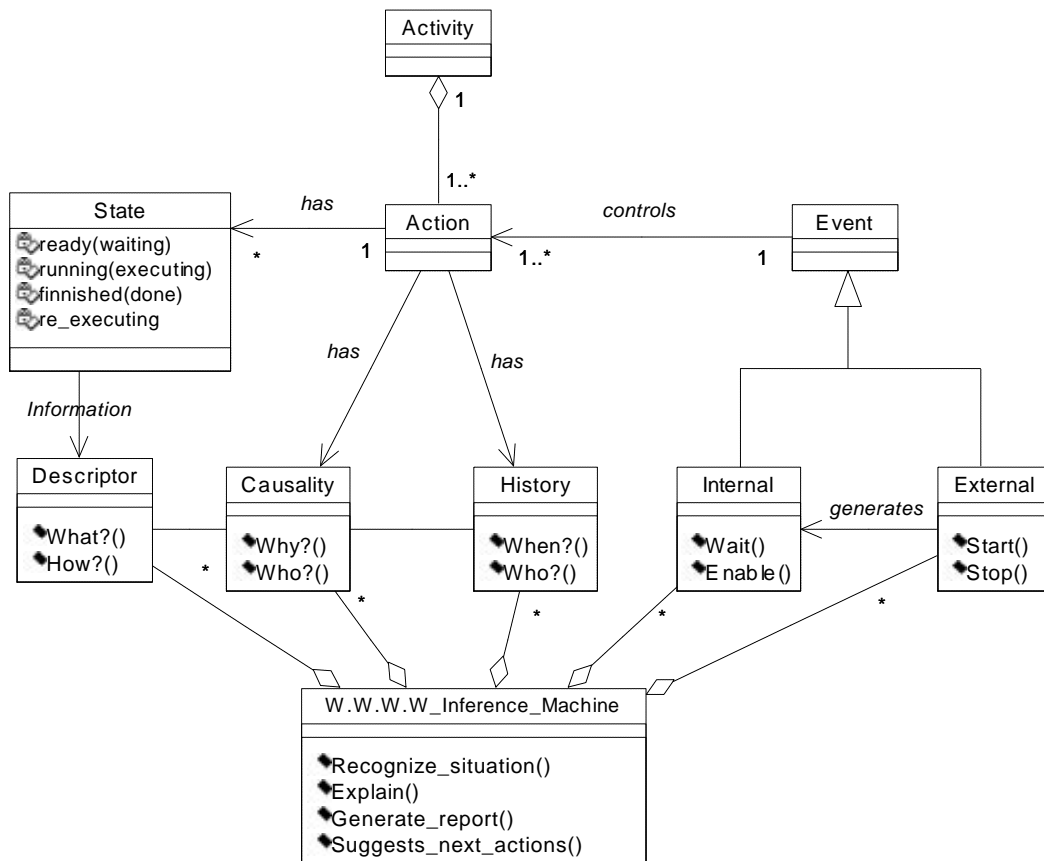 Activity
1
1..*
State
ready(waiting)
running(executing)
finnished(done)
re_executing
has
*
1
Action
controls
1..*
1
Event
has
has
Information
Descriptor
What?()
How?()
*
Causality
Why?()
Who?()
*
History
When?()
Who?()
*
Internal
Wait()
Enable()
*
generates
External
Start()
Stop()
*
W.W.W.W_Inference_Machine
Recognize_situation()
Explain()
Generate_report()
Suggests_next_actions()